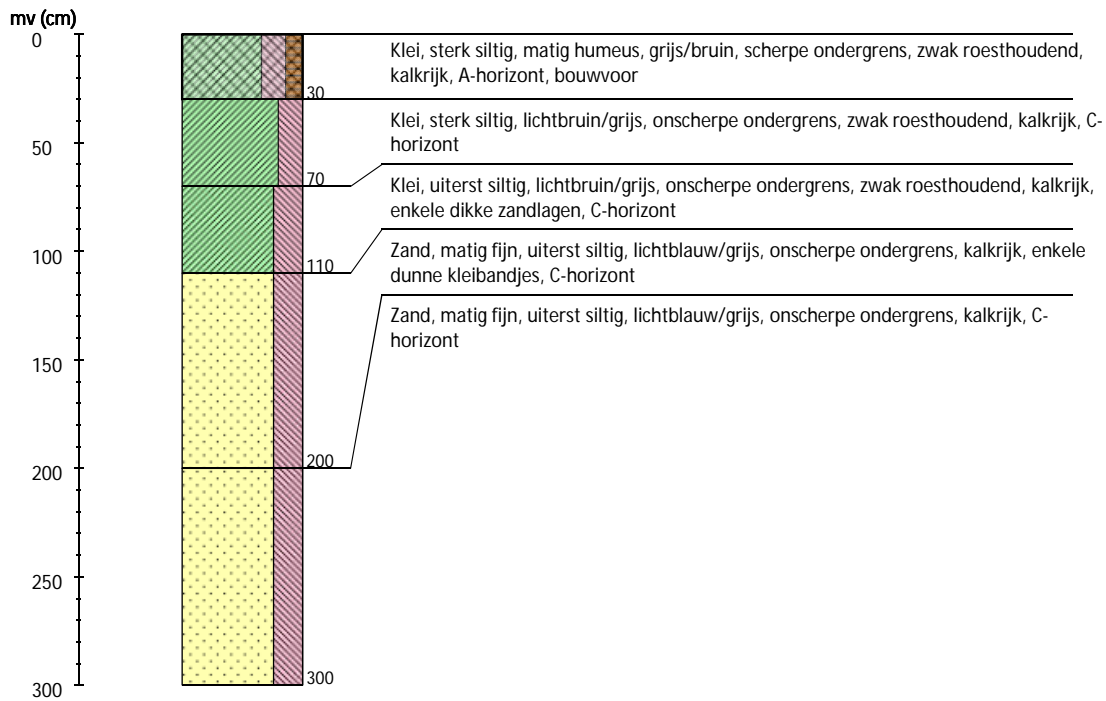 mv (cm)
0
Klei, sterk siltig, matig humeus, grijs/bruin, scherpe ondergrens, zwak roesthoudend,
kalkrijk, A-horizont, bouwvoor
30
Klei, sterk siltig, lichtbruin/grijs, onscherpe ondergrens, zwak roesthoudend, kalkrijk, C-
horizont
50
70
Klei, uiterst siltig, lichtbruin/grijs, onscherpe ondergrens, zwak roesthoudend, kalkrijk,
enkele dikke zandlagen, C-horizont
100
110
Zand, matig fijn, uiterst siltig, lichtblauw/grijs, onscherpe ondergrens, kalkrijk, enkele
dunne kleibandjes, C-horizont
Zand, matig fijn, uiterst siltig, lichtblauw/grijs, onscherpe ondergrens, kalkrijk, C-
horizont
150
200
200
250
300
300